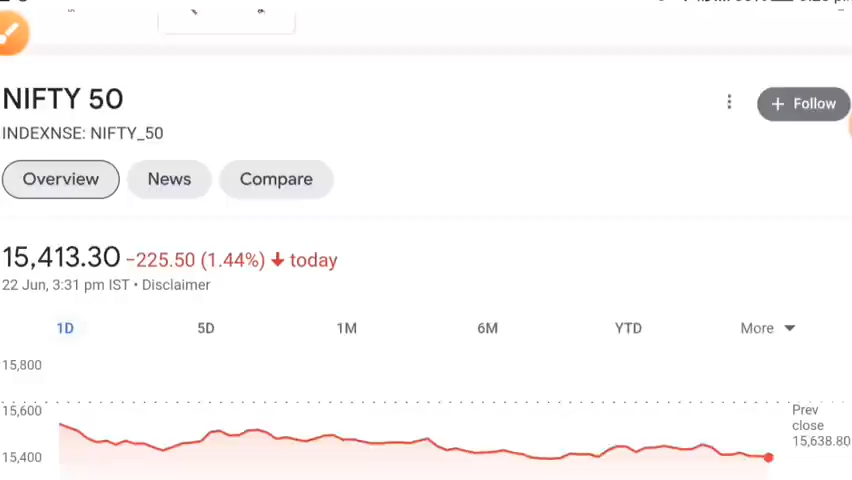 NIFTY 50
+ Follow
INDEXNSE: NIFTY_50
Overview News Compare
15,413.30 -225.50 (1.44%) ↓ today
22 Jun, 3:31 pm IST • Disclaimer
1D 5D 1M 6M YTD More
15,800
15,600
15,400
Prev
close
15,638.80